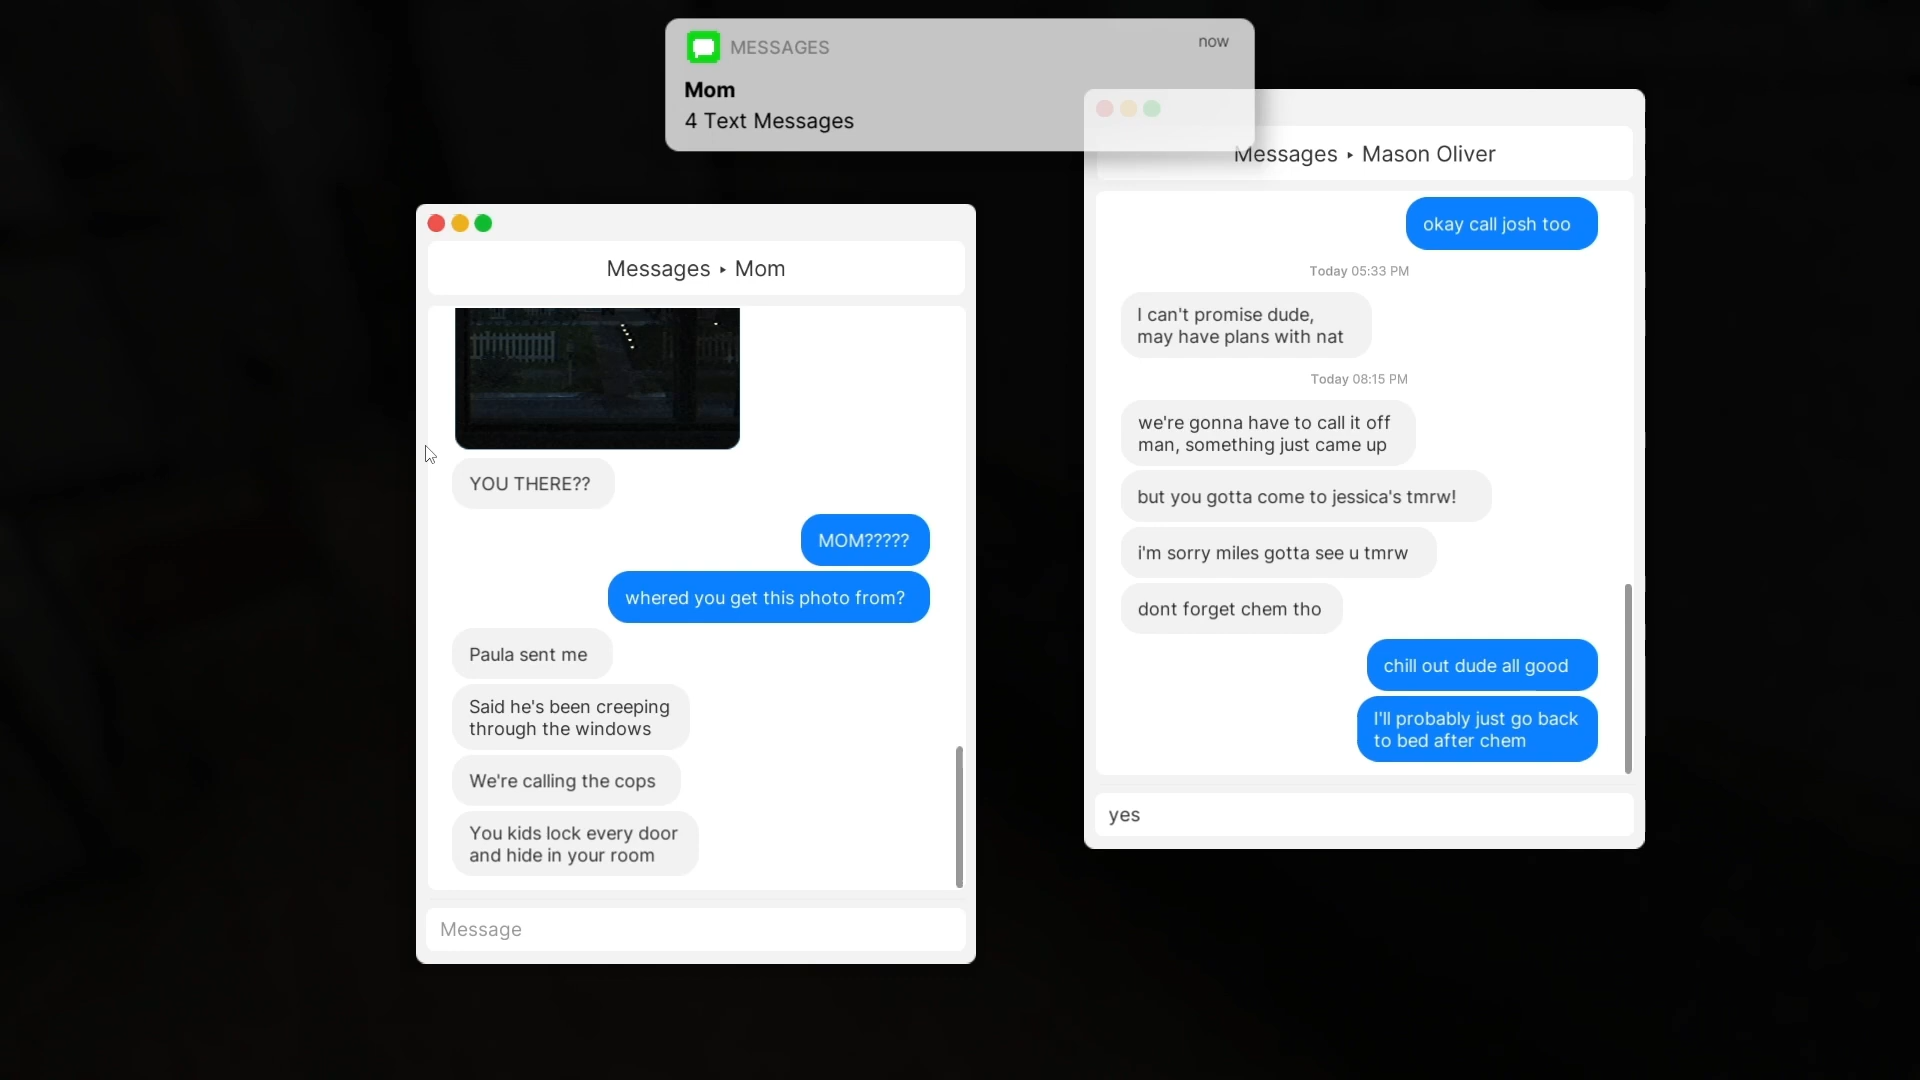 MESSAGES
now
Mom
4 Text Messages
Messages ‣ Mom
YOU THERE??
MOM?????
whered you get this photo from?
Paula sent me
Said he's been creeping
through the windows
We're calling the cops
You kids lock every door
and hide in your room
Message
Messages ‣ Mason Oliver
okay call josh too
Today 05:33 PM
I can't promise dude,
may have plans with nat
Today 08:15 PM
we're gonna have to call it off
man, something just came up
but you gotta come to jessica's tmrw!
i'm sorry miles gotta see u tmrw
dont forget chem tho
chill out dude all good
I'll probably just go back
to bed after chem
yes